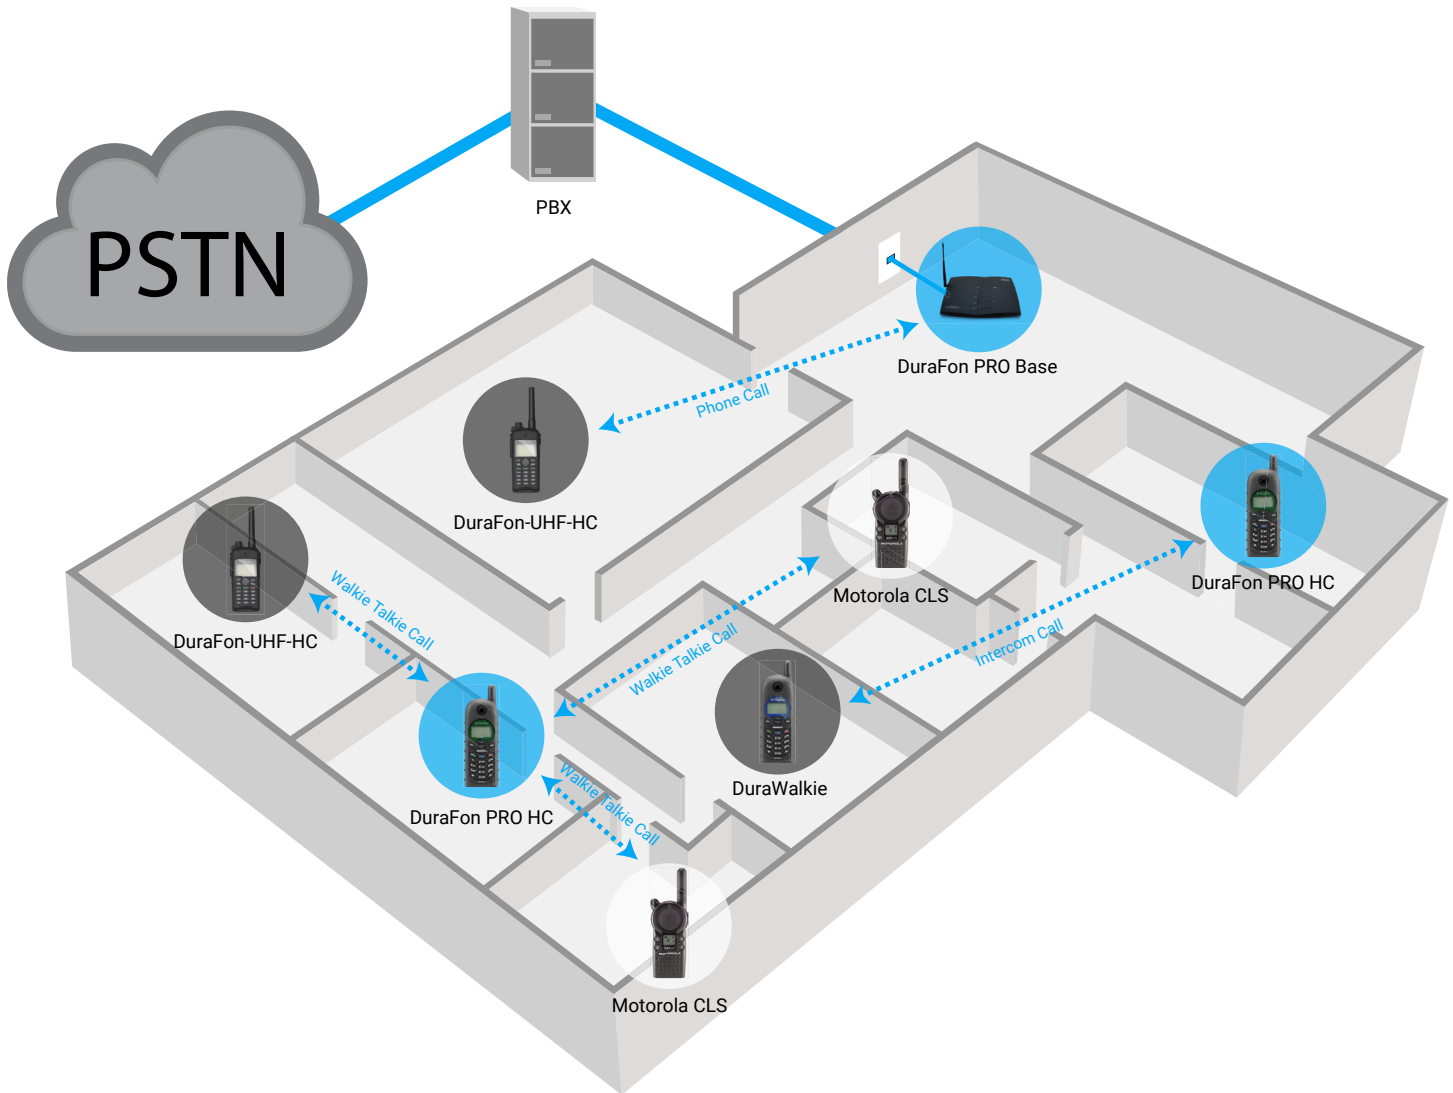 PBX
PSTN
DuraFon PRO Base
Phone Call
DuraFon-UHF-HC
DuraFon PRO HC
Motorola CLS
Walkie Talkie Call
DuraFon-UHF-HC
Walkie Talkie Call
Intercom Call
DuraWalkie
DuraFon PRO HC
Walkie Talkie Call
Motorola CLS